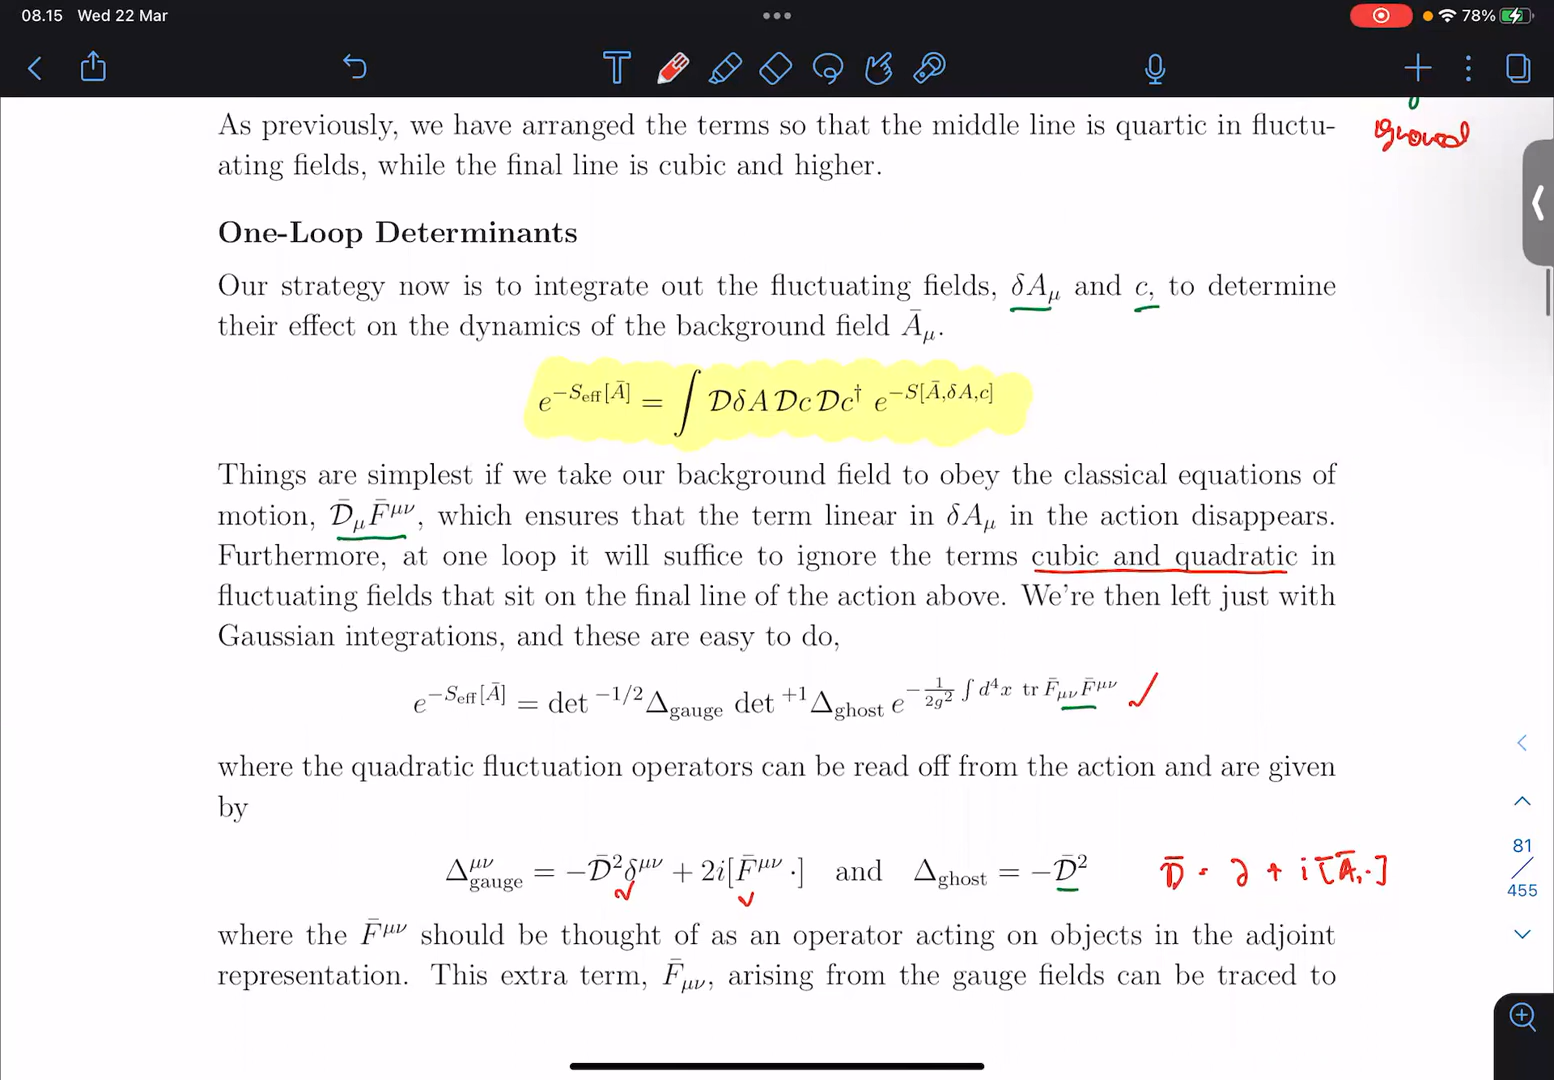 08.15 Wed 22 Mar
78%
As previously, we have arranged the terms so that the middle line is quartic in fluctu-
ating fields, while the final line is cubic and higher.
ground
One-Loop Determinants
Our strategy now is to integrate out the fluctuating fields, δA_μ and c, to determine
their effect on the dynamics of the background field Ā_μ.
e^{-S_eff[Ā]} = ∫ 𝒟δA 𝒟c 𝒟c† e^{-S[Ā,δA,c]}
Things are simplest if we take our background field to obey the classical equations of
motion, 𝒟̄_μ F̄^{μν}, which ensures that the term linear in δA_μ in the action disappears.
Furthermore, at one loop it will suffice to ignore the terms cubic and quadratic in
fluctuating fields that sit on the final line of the action above. We're then left just with
Gaussian integrations, and these are easy to do,
e^{-S_eff[Ā]} = det^{-1/2} Δ_gauge det^{+1} Δ_ghost e^{-\frac{1}{2g²} ∫ d⁴x tr F̄_{μν} F̄^{μν}} ✓
where the quadratic fluctuation operators can be read off from the action and are given
by
Δ^{μν}_gauge = −𝒟̄² δ^{μν} + 2i[F̄^{μν} ·] and Δ_ghost = −𝒟̄² 𝒟̄ = ∂ + i[Ā, ·]
where the F̄^{μν} should be thought of as an operator acting on objects in the adjoint
representation. This extra term, F̄_{μν}, arising from the gauge fields can be traced to
81
455